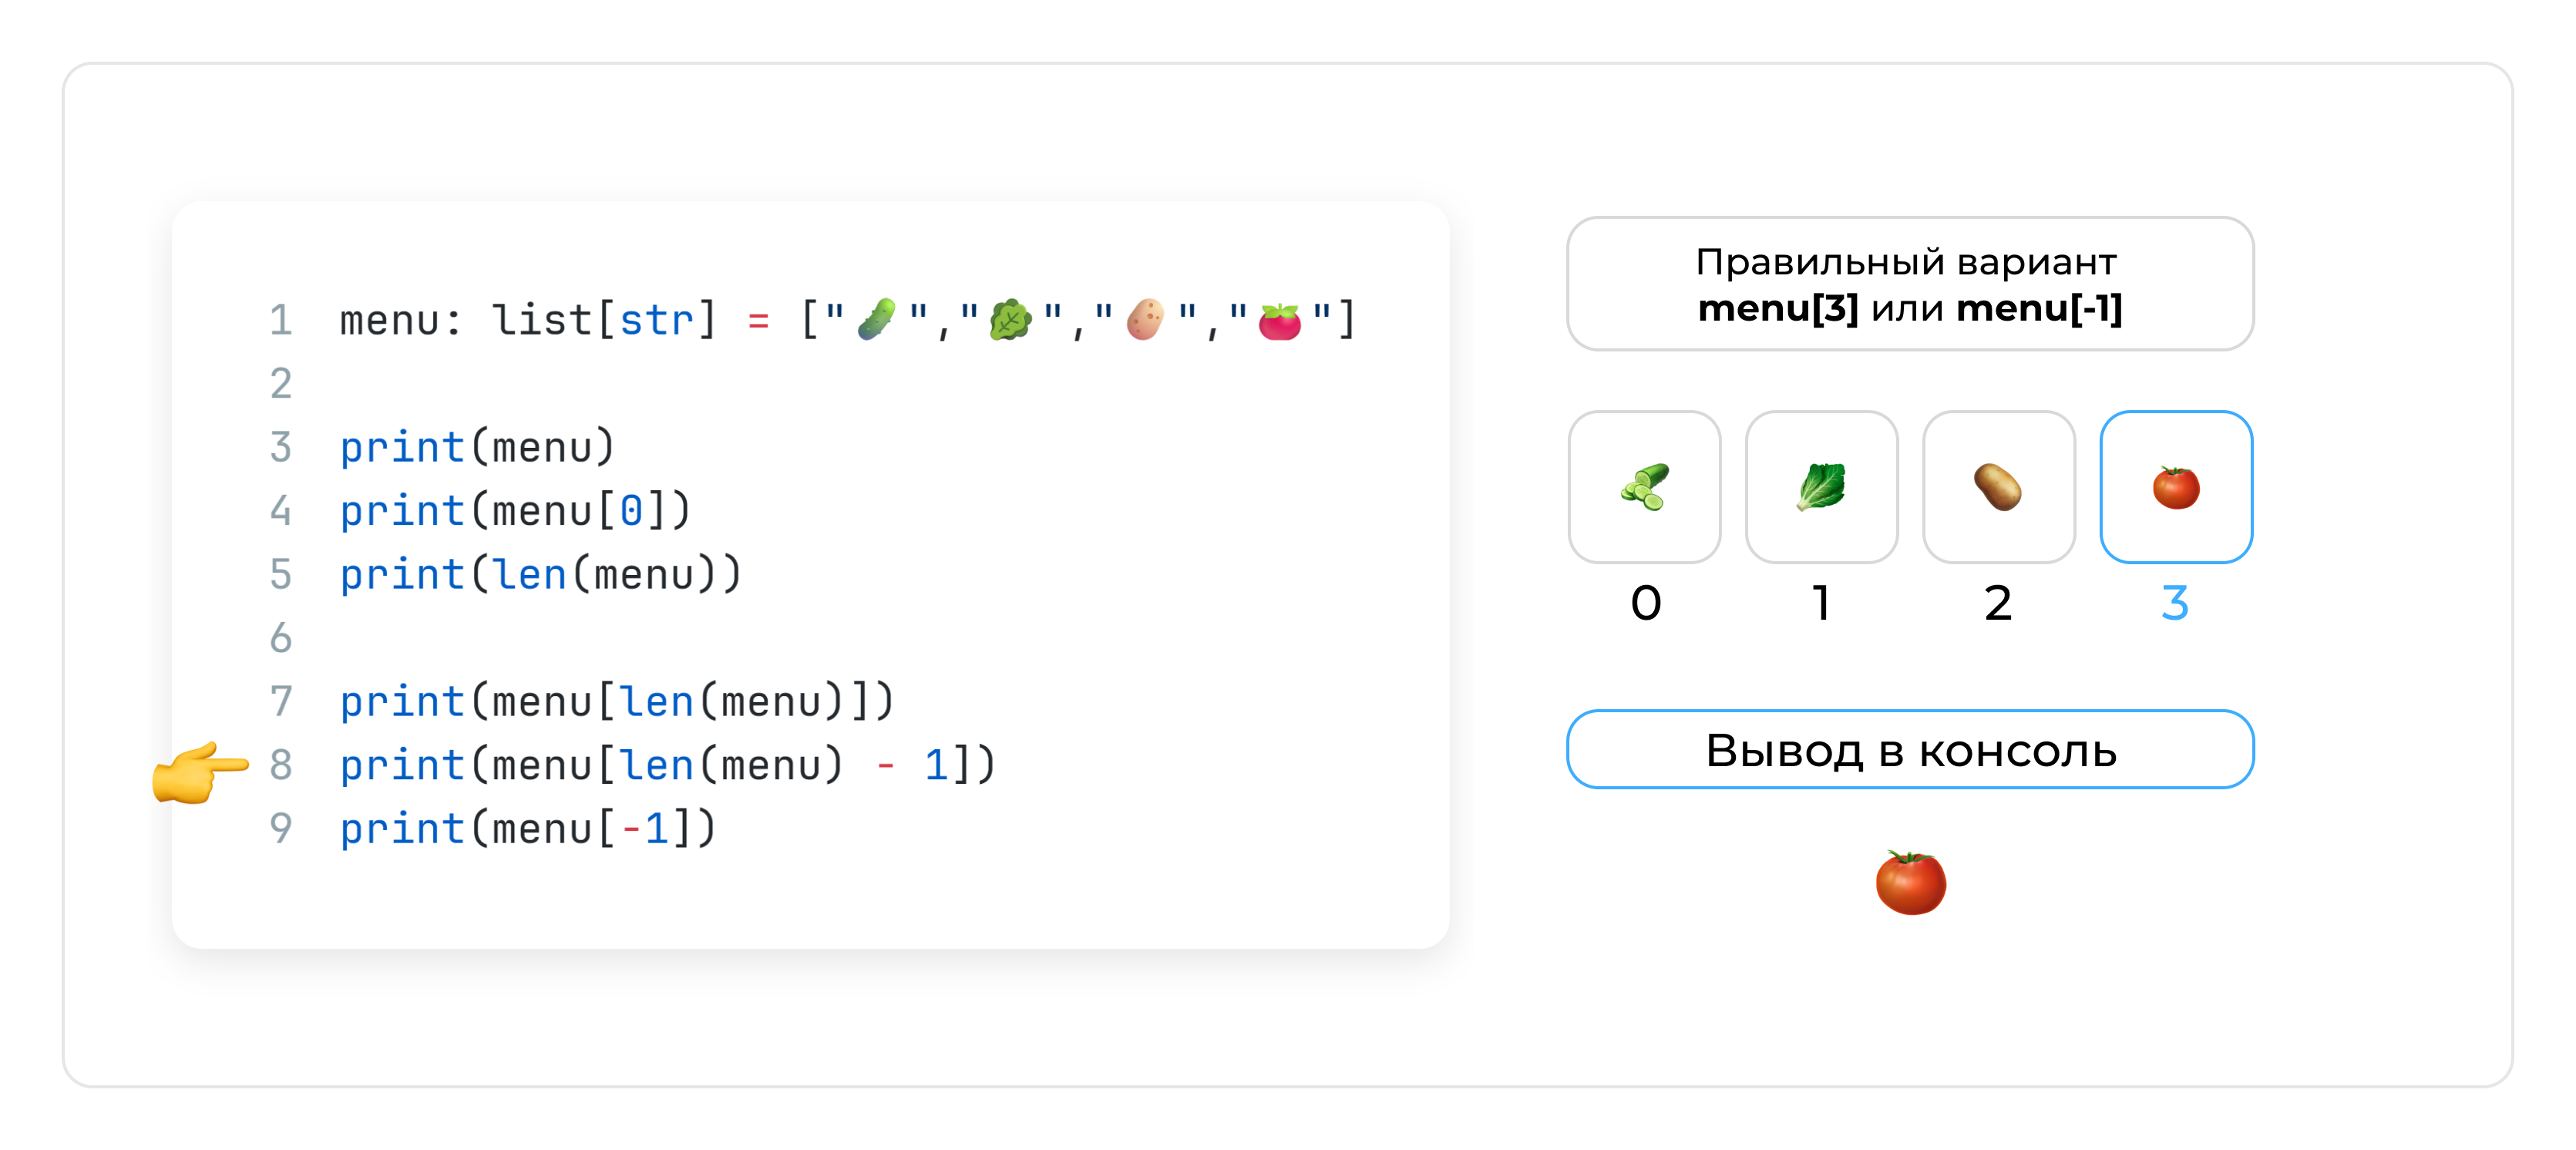 1 menu: list[str] = ["🥒","🥬","🥔","🍅"]
2
3 print(menu)
4 print(menu[0])
5 print(len(menu))
6
7 print(menu[len(menu)])
8 print(menu[len(menu) - 1])
9 print(menu[-1])
Правильный вариант
menu[3] или menu[-1]
0 1 2 3
Вывод в консоль